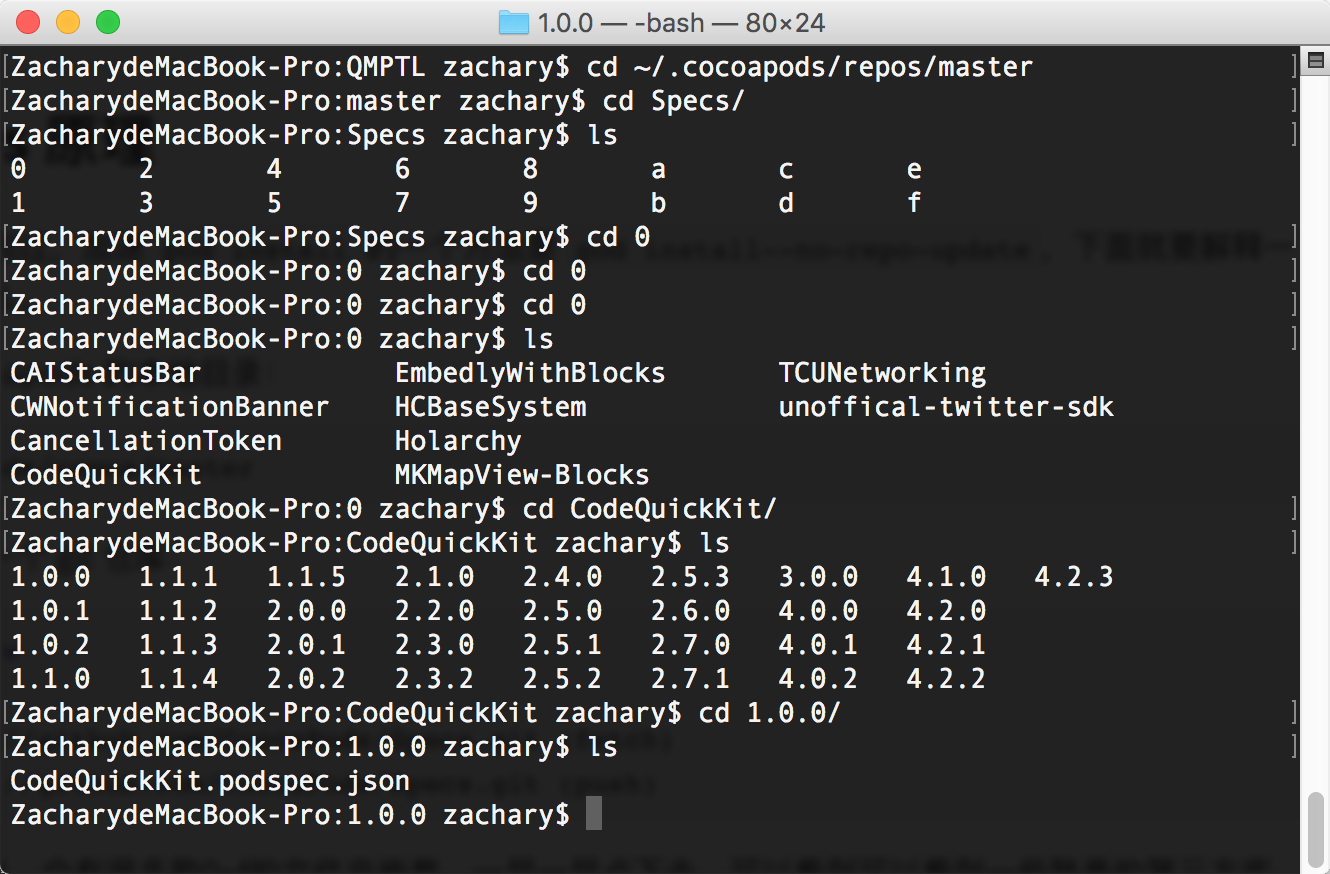 1.0.0 — -bash — 80×24
[ZacharydeMacBook-Pro:QMPTL zachary$ cd ~/.cocoapods/repos/master ]
[ZacharydeMacBook-Pro:master zachary$ cd Specs/ ]
[ZacharydeMacBook-Pro:Specs zachary$ ls ]
0 2 4 6 8 a c e
1 3 5 7 9 b d f
[ZacharydeMacBook-Pro:Specs zachary$ cd 0 ]
[ZacharydeMacBook-Pro:0 zachary$ cd 0 ]
[ZacharydeMacBook-Pro:0 zachary$ cd 0 ]
[ZacharydeMacBook-Pro:0 zachary$ ls ]
CAIStatusBar EmbedlyWithBlocks TCUNetworking
CWNotificationBanner HCBaseSystem unoffical-twitter-sdk
CancellationToken Holarchy
CodeQuickKit MKMapView-Blocks
[ZacharydeMacBook-Pro:0 zachary$ cd CodeQuickKit/ ]
[ZacharydeMacBook-Pro:CodeQuickKit zachary$ ls ]
1.0.0 1.1.1 1.1.5 2.1.0 2.4.0 2.5.3 3.0.0 4.1.0 4.2.3
1.0.1 1.1.2 2.0.0 2.2.0 2.5.0 2.6.0 4.0.0 4.2.0
1.0.2 1.1.3 2.0.1 2.3.0 2.5.1 2.7.0 4.0.1 4.2.1
1.1.0 1.1.4 2.0.2 2.3.2 2.5.2 2.7.1 4.0.2 4.2.2
[ZacharydeMacBook-Pro:CodeQuickKit zachary$ cd 1.0.0/ ]
[ZacharydeMacBook-Pro:1.0.0 zachary$ ls ]
CodeQuickKit.podspec.json
ZacharydeMacBook-Pro:1.0.0 zachary$